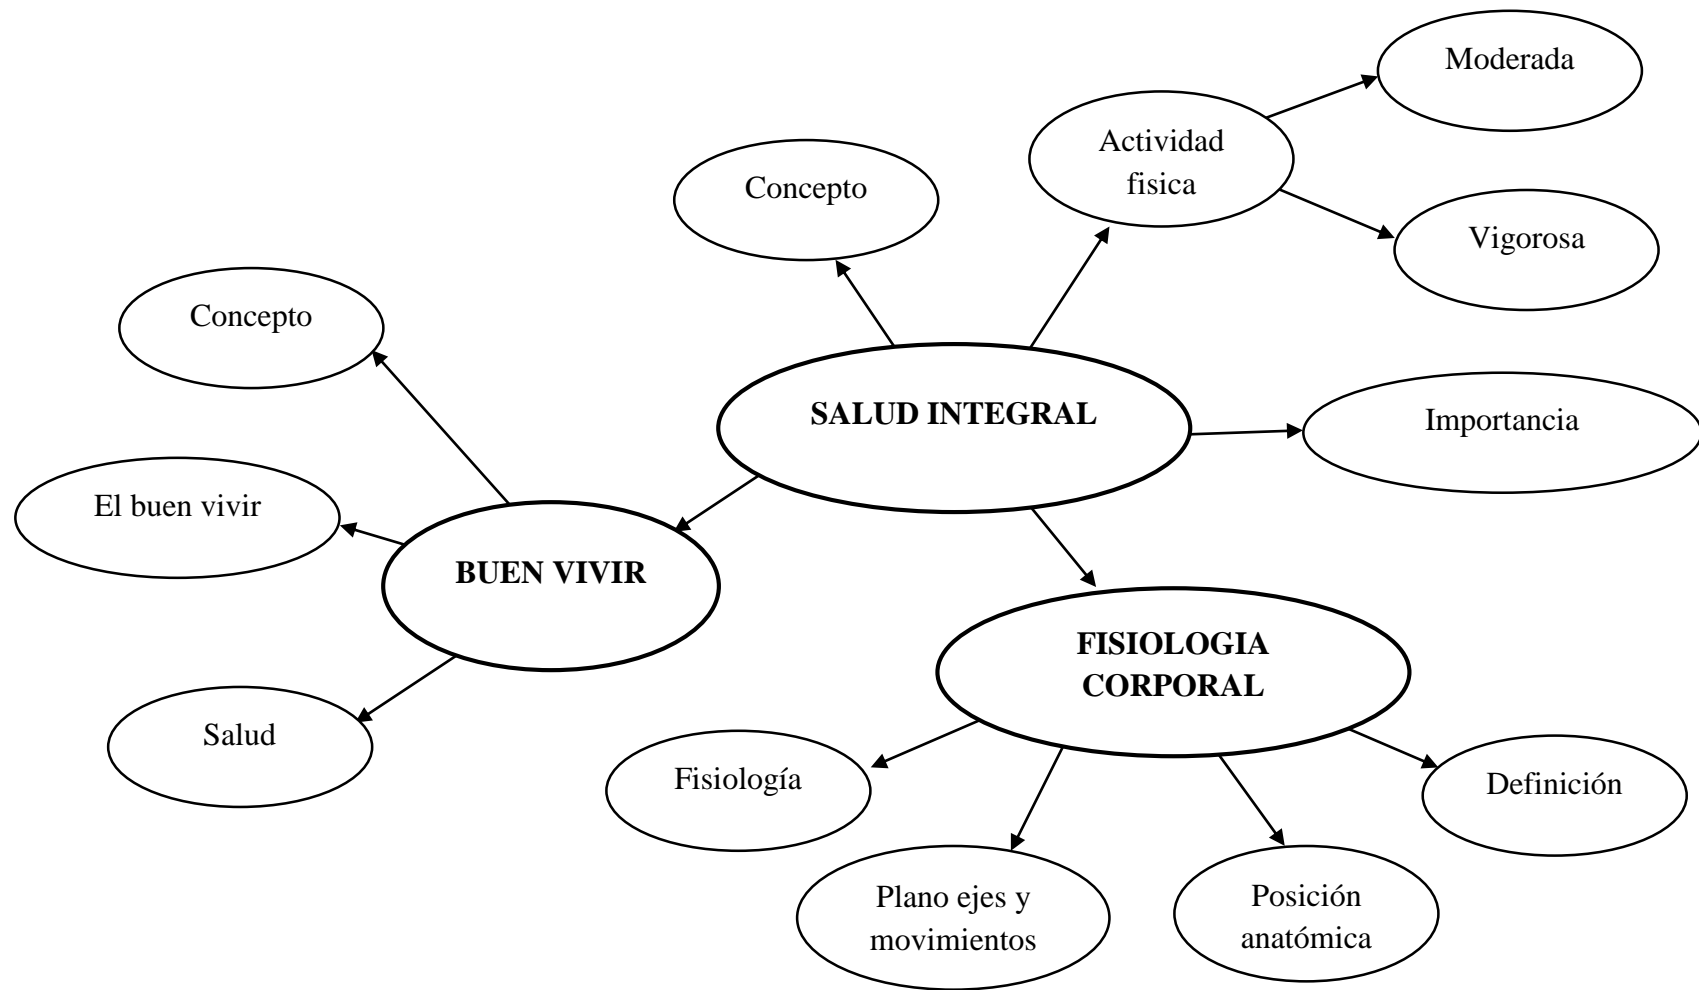 Moderada
Actividad
fisica
Concepto
Vigorosa
Concepto
SALUD INTEGRAL
Importancia
El buen vivir
BUEN VIVIR
FISIOLOGIA
CORPORAL
Salud
Fisiología
Definición
Plano ejes y
movimientos
Posición
anatómica